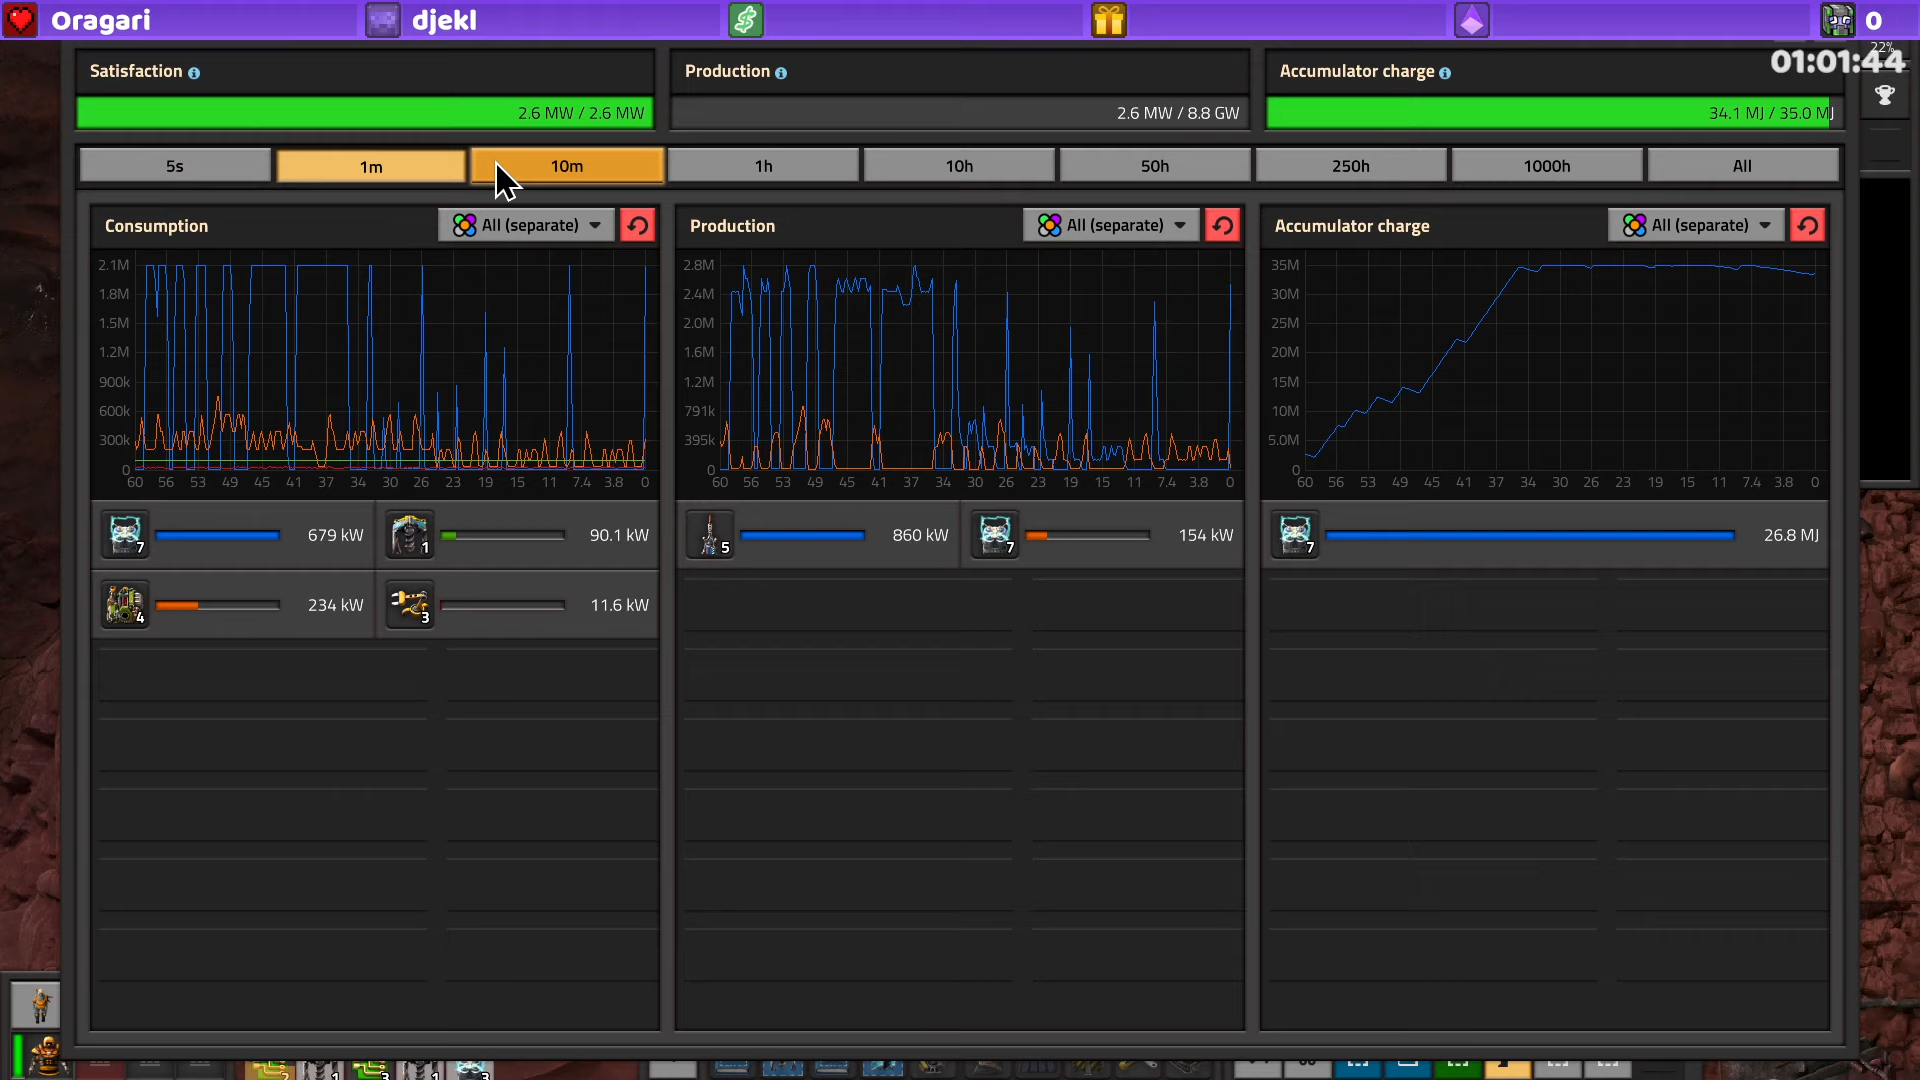 Oragari djekl 0
22%
01:01:44
Satisfaction Production Accumulator charge
2.6 MW / 2.6 MW 2.6 MW / 8.8 GW 34.1 MJ / 35.0 MJ
5s 1m 10m 1h 10h 50h 250h 1000h All
Consumption All (separate) Production All (separate) Accumulator charge All (separate)
2.1M 2.8M 35M
1.8M 2.4M 30M
1.5M 2.0M 25M
1.2M 1.6M 20M
900k 1.2M 15M
600k 791k 10M
300k 395k 5.0M
0 0 0
60 56 53 49 45 41 37 34 30 26 23 19 15 11 7.4 3.8 0 60 56 53 49 45 41 37 34 30 26 23 19 15 11 7.4 3.8 0 60 56 53 49 45 41 37 34 30 26 23 19 15 11 7.4 3.8 0
7 679 kW 1 90.1 kW 5 860 kW 7 154 kW 7 26.8 MJ
4 234 kW 3 11.6 kW
2 1 3 1 3